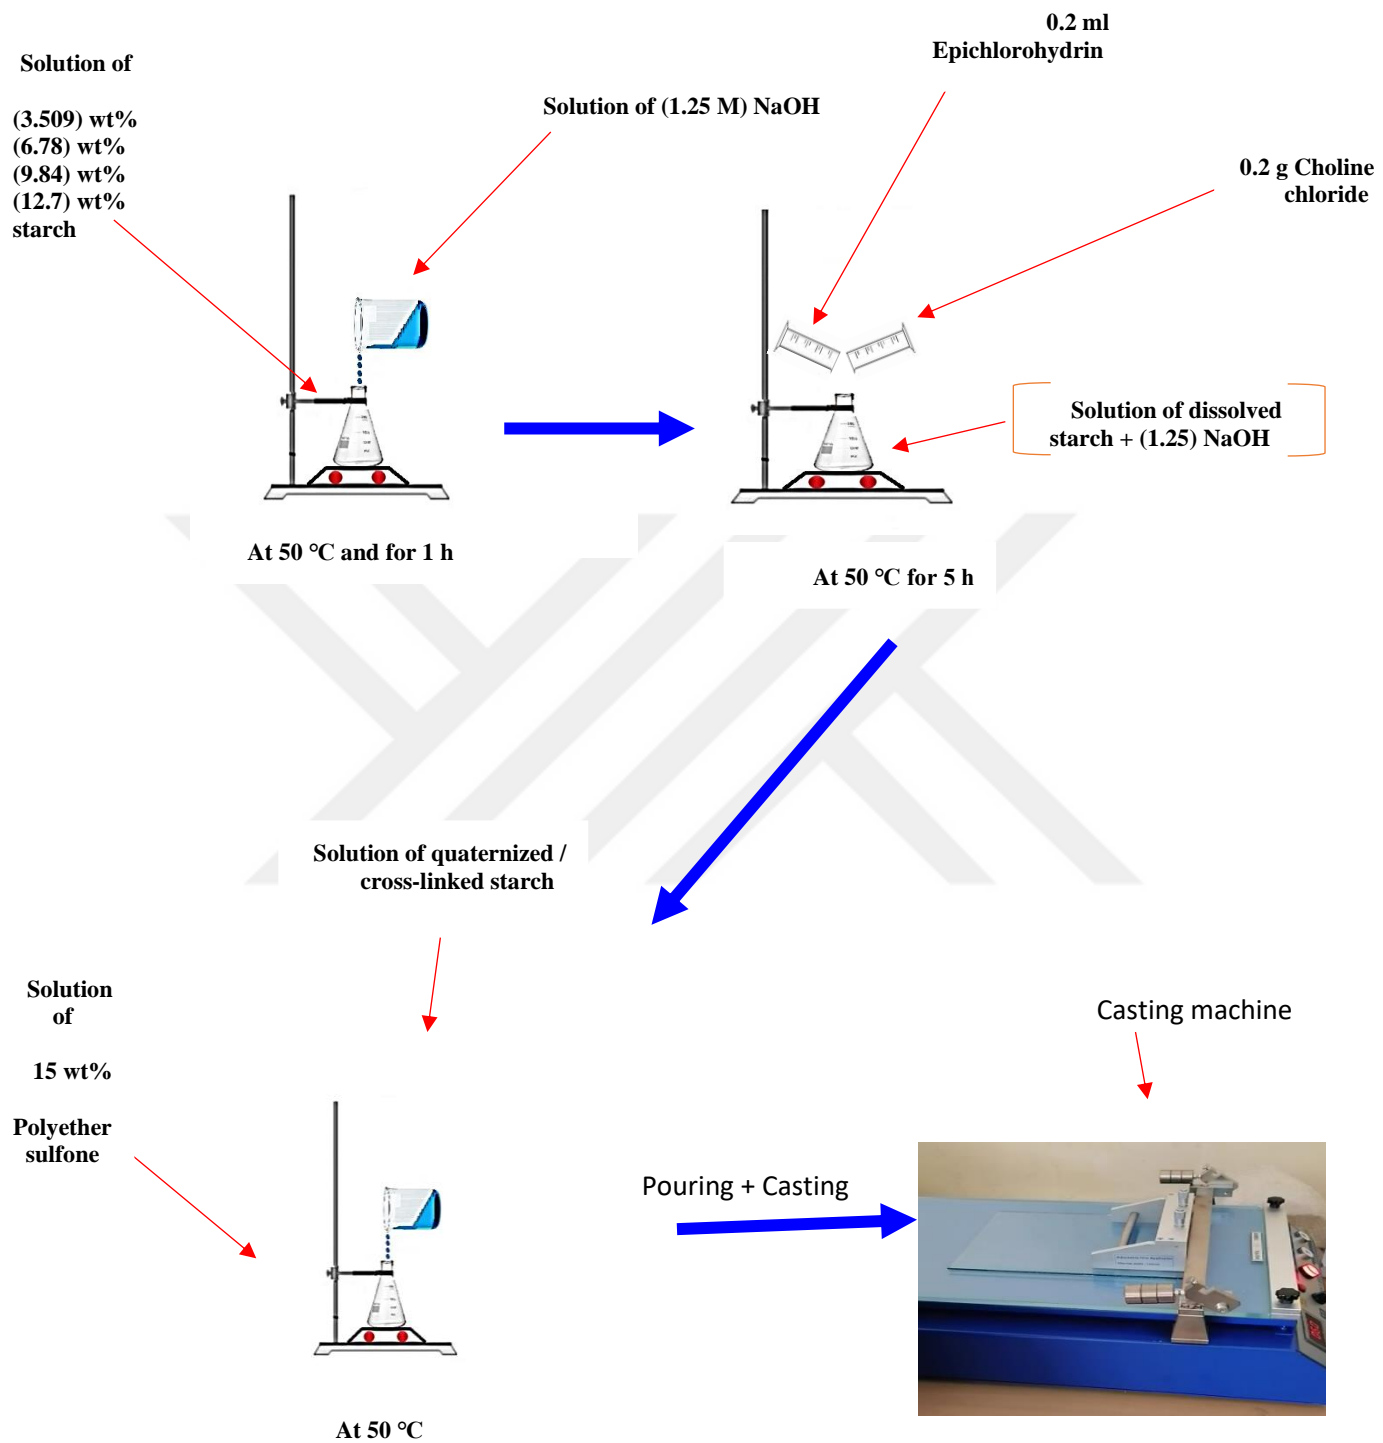 0.2 ml
Epichlorohydrin
Solution of
(3.509) wt%
(6.78) wt%
(9.84) wt%
(12.7) wt%
starch
Solution of (1.25 M) NaOH
0.2 g Choline
chloride
Solution of dissolved
starch + (1.25) NaOH
At 50 °C and for 1 h
At 50 °C for 5 h
Solution of quaternized /
cross-linked starch
Solution
of
15 wt%
Polyether
sulfone
Casting machine
Pouring + Casting
At 50 °C